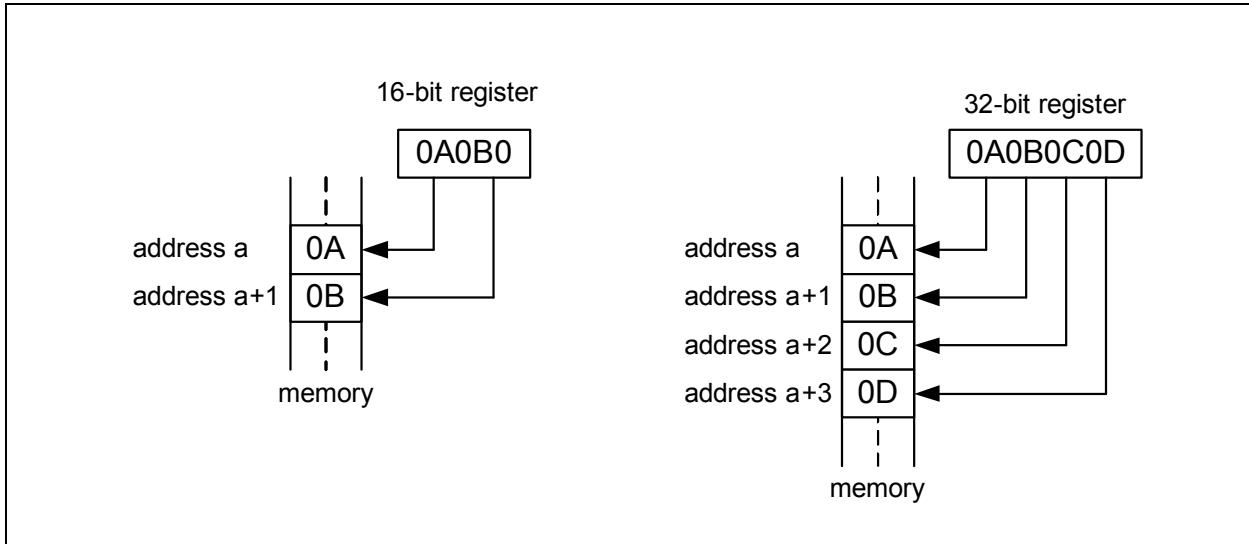 16-bit register
0A0B0
address a
0A
address a+1
0B
memory
32-bit register
0A0B0C0D
address a
0A
address a+1
0B
address a+2
0C
address a+3
0D
memory